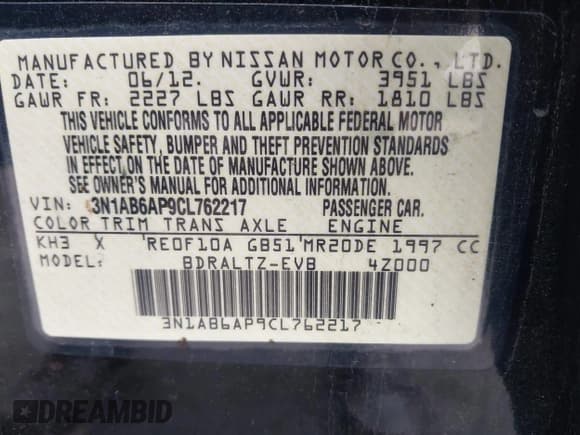 MANUFACTURED BY NISSAN MOTOR CO., LTD.
DATE: 06/12. GVWR: 3951 LBS
GAWR FR: 2227 LBS GAWR RR: 1810 LBS
THIS VEHICLE CONFORMS TO ALL APPLICABLE FEDERAL MOTOR
VEHICLE SAFETY, BUMPER AND THEFT PREVENTION STANDARDS
IN EFFECT ON THE DATE OF MANUFACTURE SHOWN ABOVE.
SEE OWNER'S MANUAL FOR ADDITIONAL INFORMATION.
VIN: 3N1AB6AP9CL762217 PASSENGER CAR.
COLOR TRIM TRANS AXLE ENGINE
KH3 X RE0F10A GB51 MR20DE 1997 CC
MODEL: BDRALTZ-EVB 4Z000
3N1AB6AP9CL762217
DREAMBID